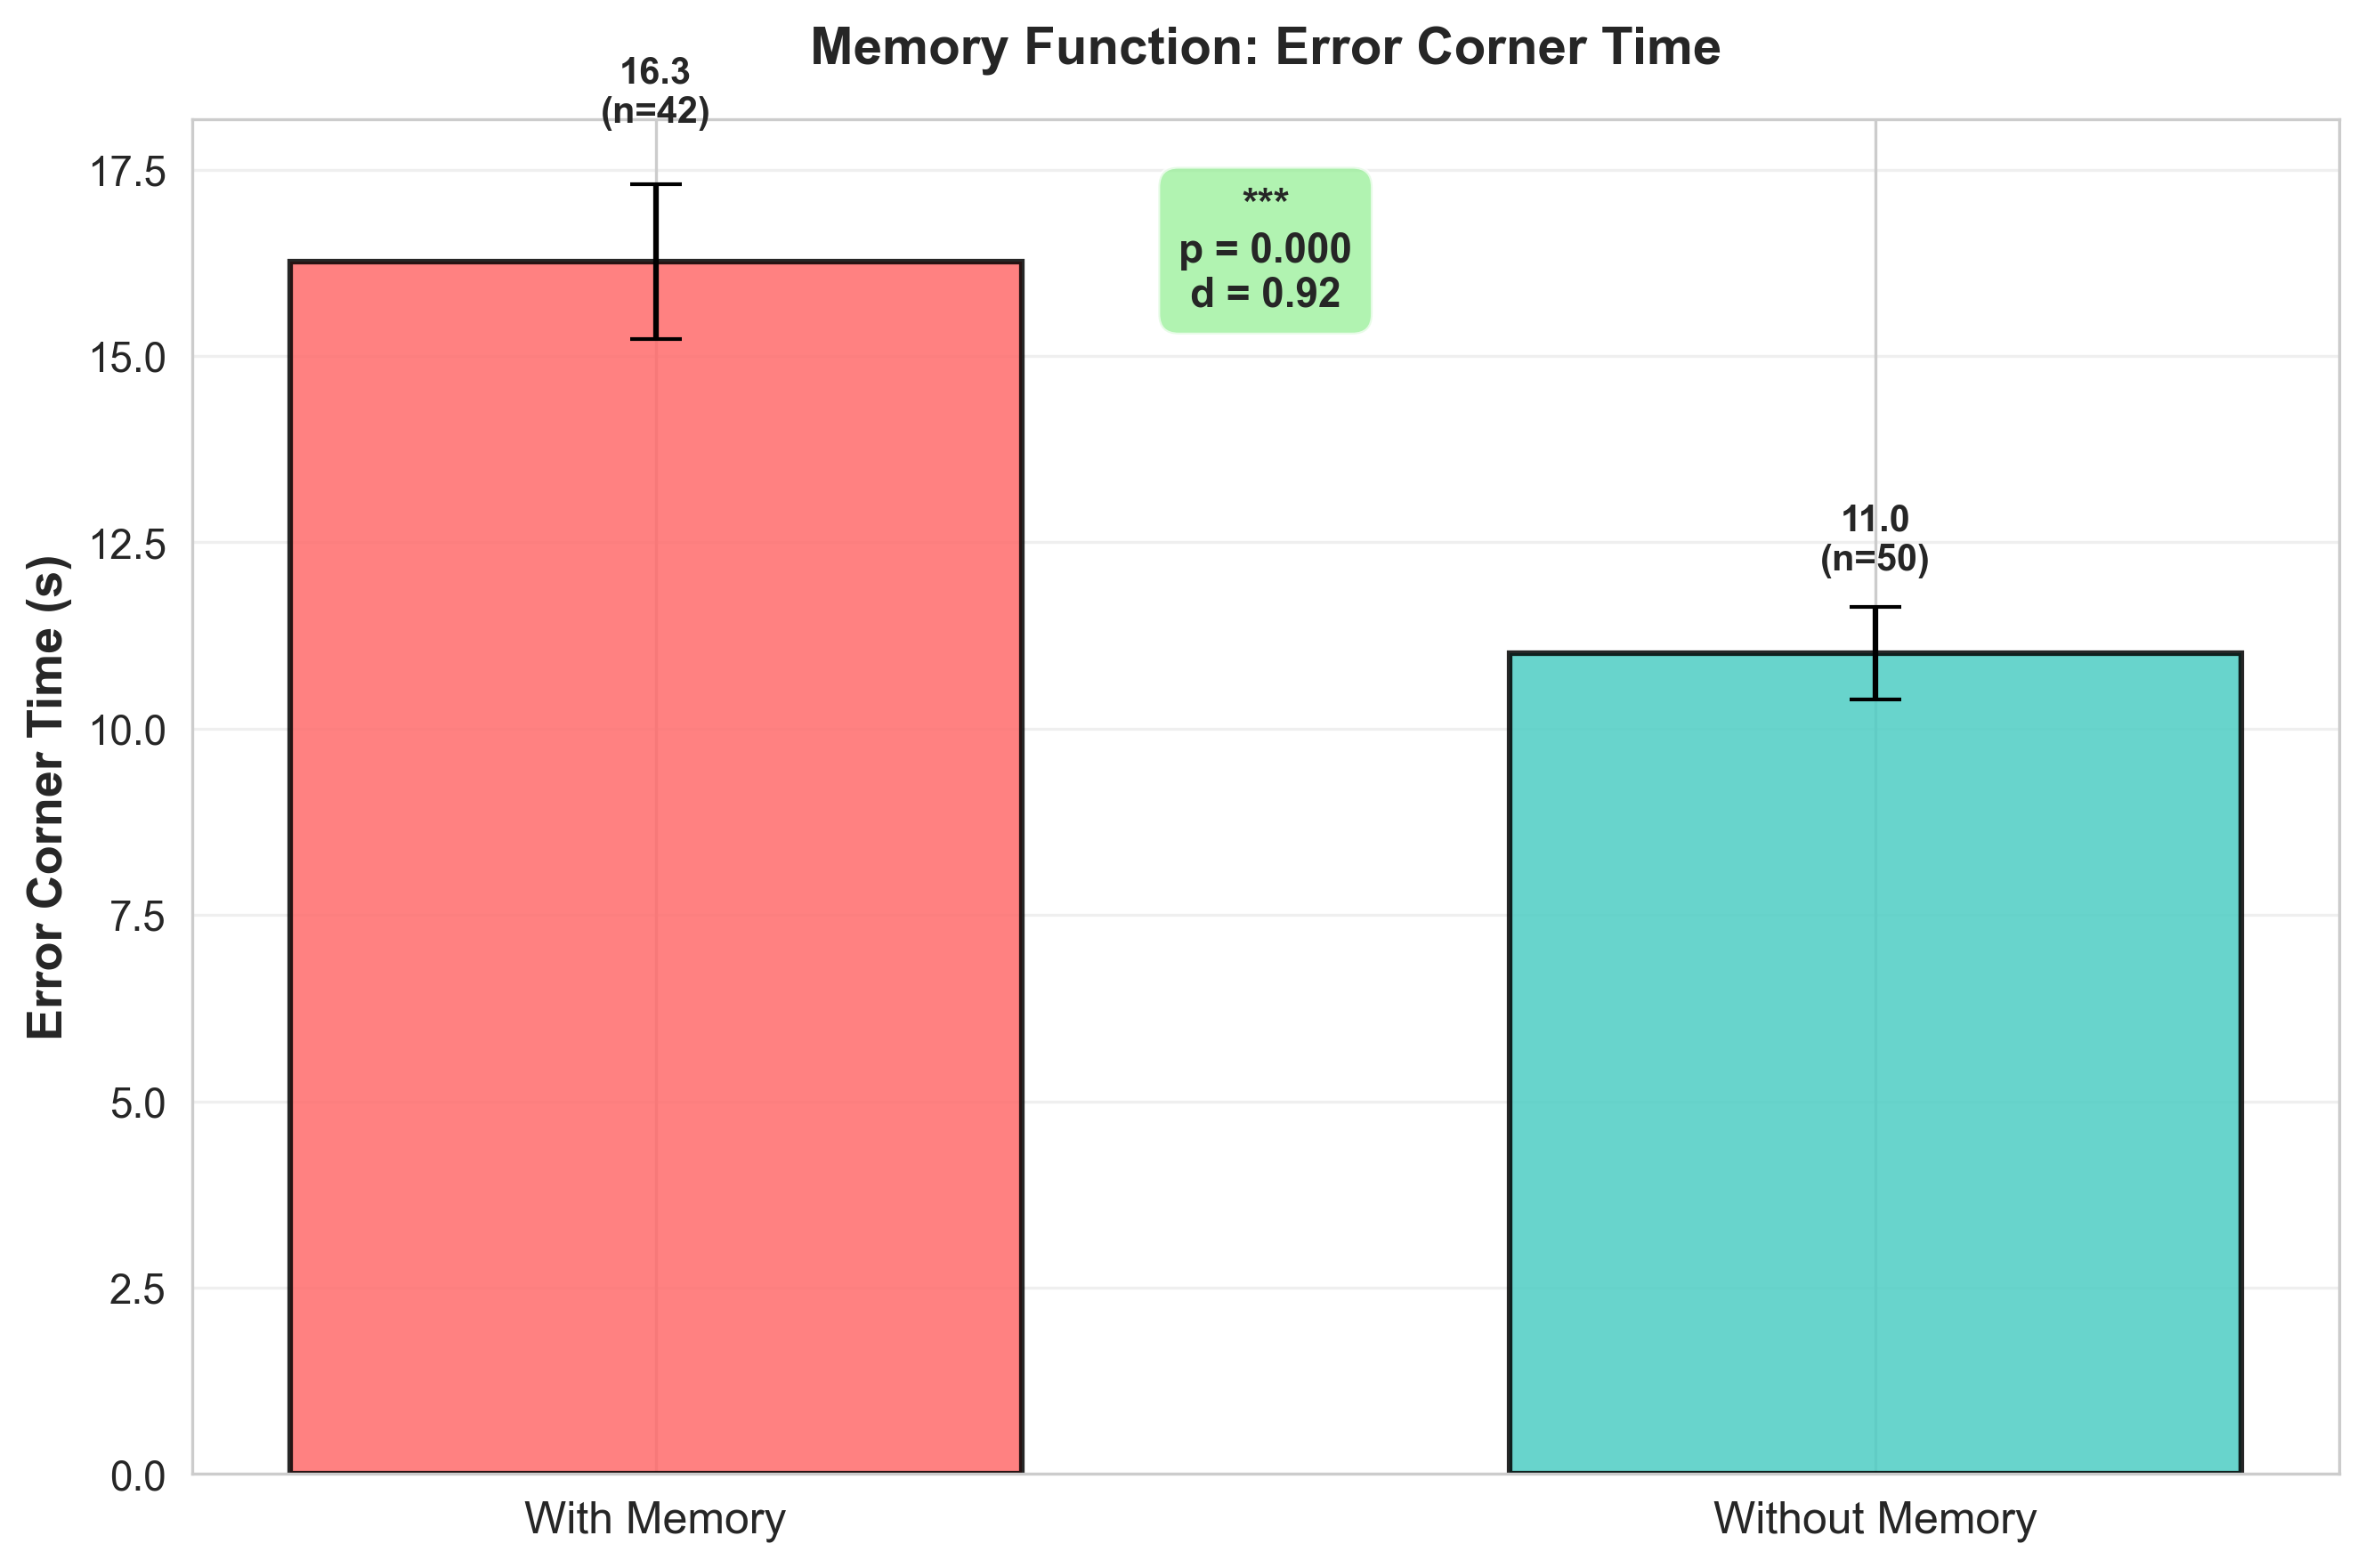 Memory Function: Error Corner Time
16.3
(n=42)
17.5
***
p = 0.000
d = 0.92
15.0
12.5
11.0
(n=50)
10.0
7.5
5.0
2.5
0.0
Error Corner Time (s)
With Memory
Without Memory